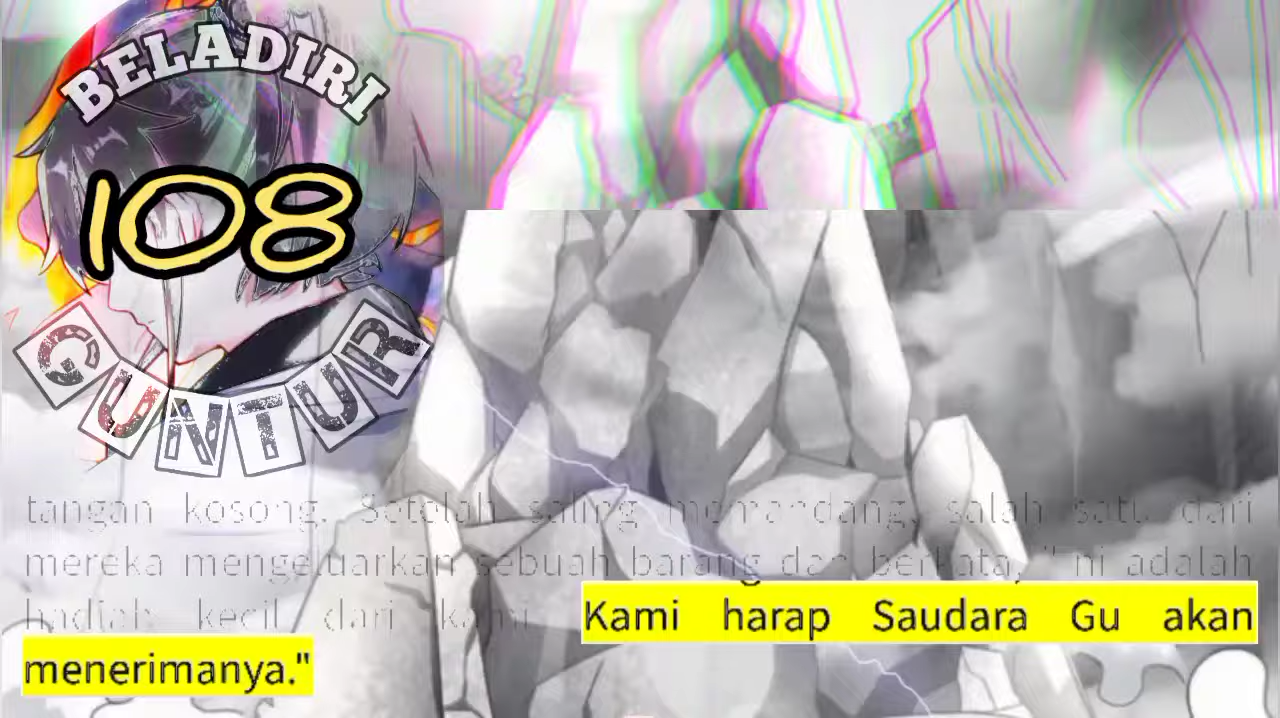 BELADIRI
108
GUNTUR
tangan kosong. Setelah saling memandang, salah satu dari
mereka mengeluarkan sebuah barang dan berkata, "Ini adalah
hadiah kecil dari kami. Kami harap Saudara Gu akan
menerimanya."